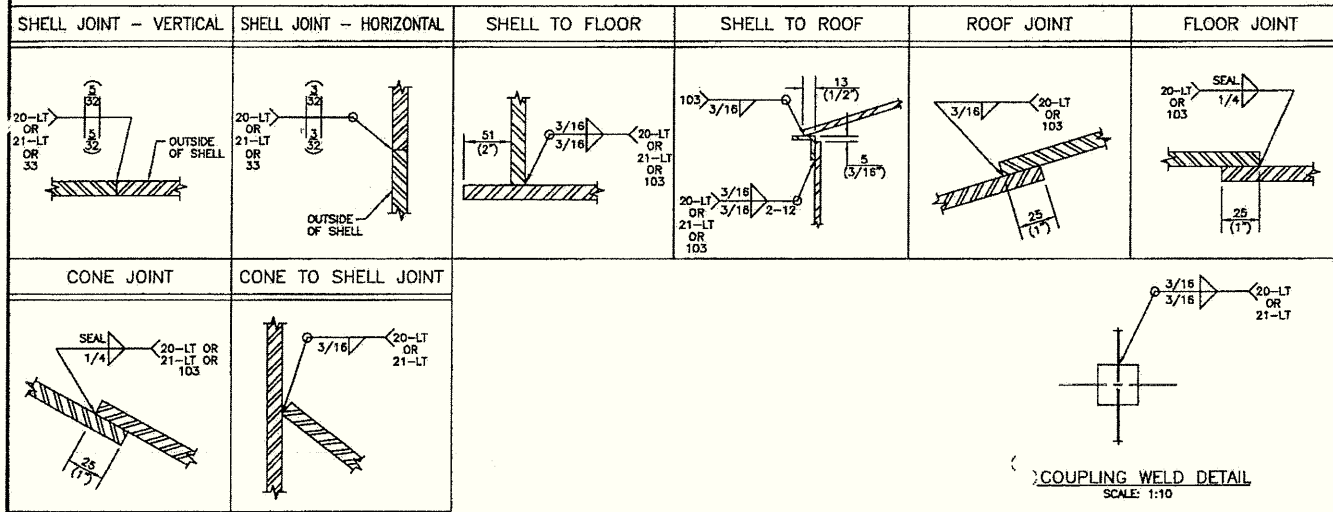 SHELL JOINT - VERTICAL
5
32
5
32
20-LT
OR
21-LT
OR
33
OUTSIDE
OF SHELL
SHELL JOINT - HORIZONTAL
3
32
3
32
20-LT
OR
21-LT
OR
33
OUTSIDE
OF SHELL
SHELL TO FLOOR
51
(2")
3/16
3/16
20-LT
OR
21-LT
OR
103
SHELL TO ROOF
103
3/16
13
(1/2")
5
(3/16")
20-LT
OR
21-LT
OR
103
3/16
3/16
2-12
ROOF JOINT
3/16
20-LT
OR
103
25
(1")
FLOOR JOINT
20-LT
OR
103
SEAL
1/4
25
(1")
CONE JOINT
SEAL
1/4
20-LT OR
21-LT OR
103
25
(1")
CONE TO SHELL JOINT
3/16
20-LT
OR
21-LT
3/16
3/16
20-LT
OR
21-LT
COUPLING WELD DETAIL
SCALE: 1:10